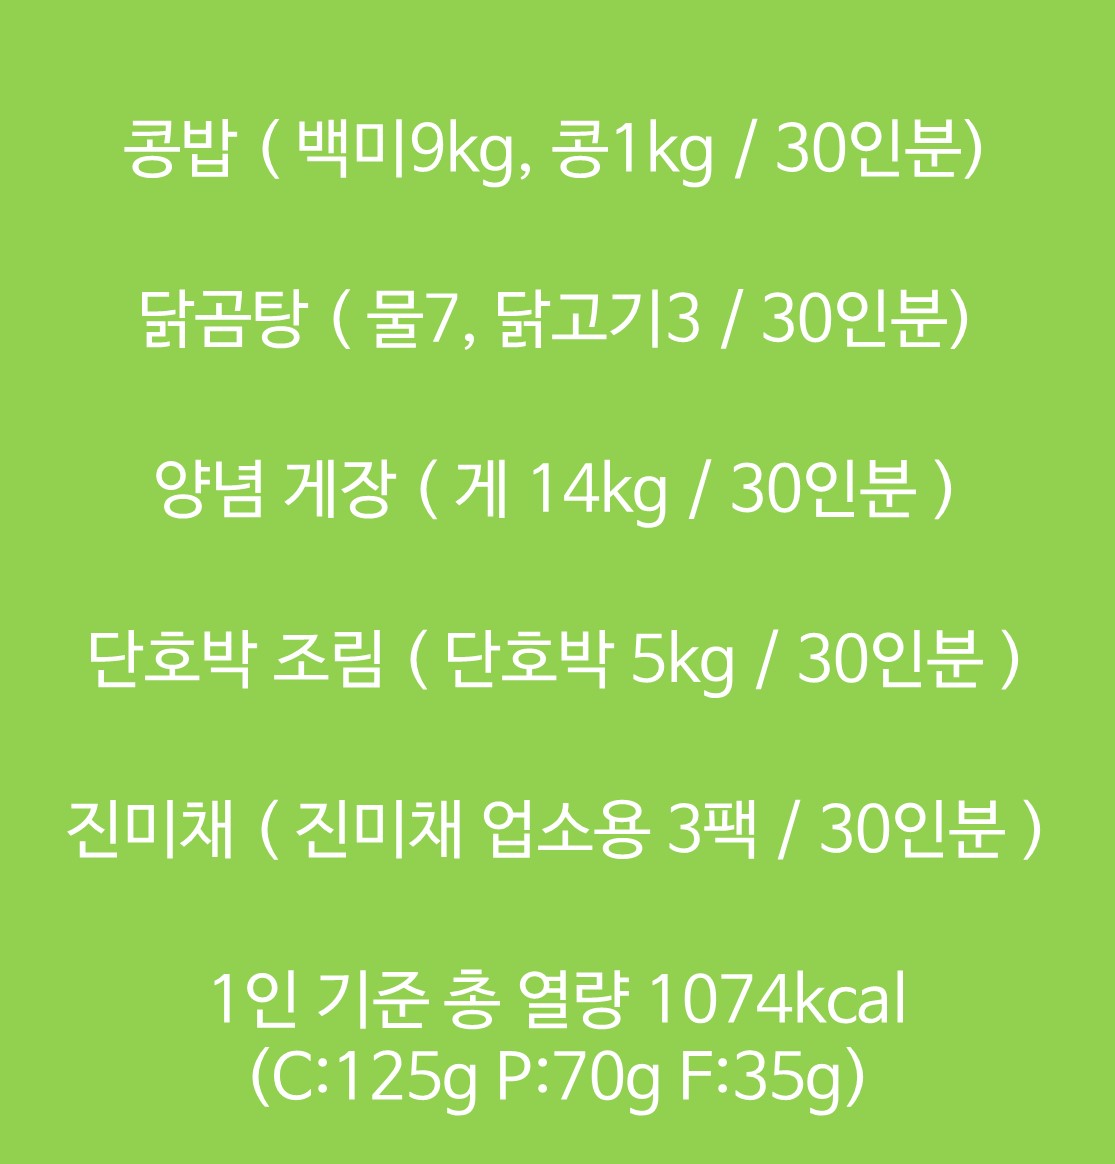 콩밥 ( 백미9kg, 콩1kg / 30인분)
닭곰탕 ( 물7, 닭고기3 / 30인분)
양념 게장 ( 게 14kg / 30인분 )
단호박 조림 ( 단호박 5kg / 30인분 )
진미채 ( 진미채 업소용 3팩 / 30인분 )
1인 기준 총 열량 1074kcal
(C:125g P:70g F:35g)